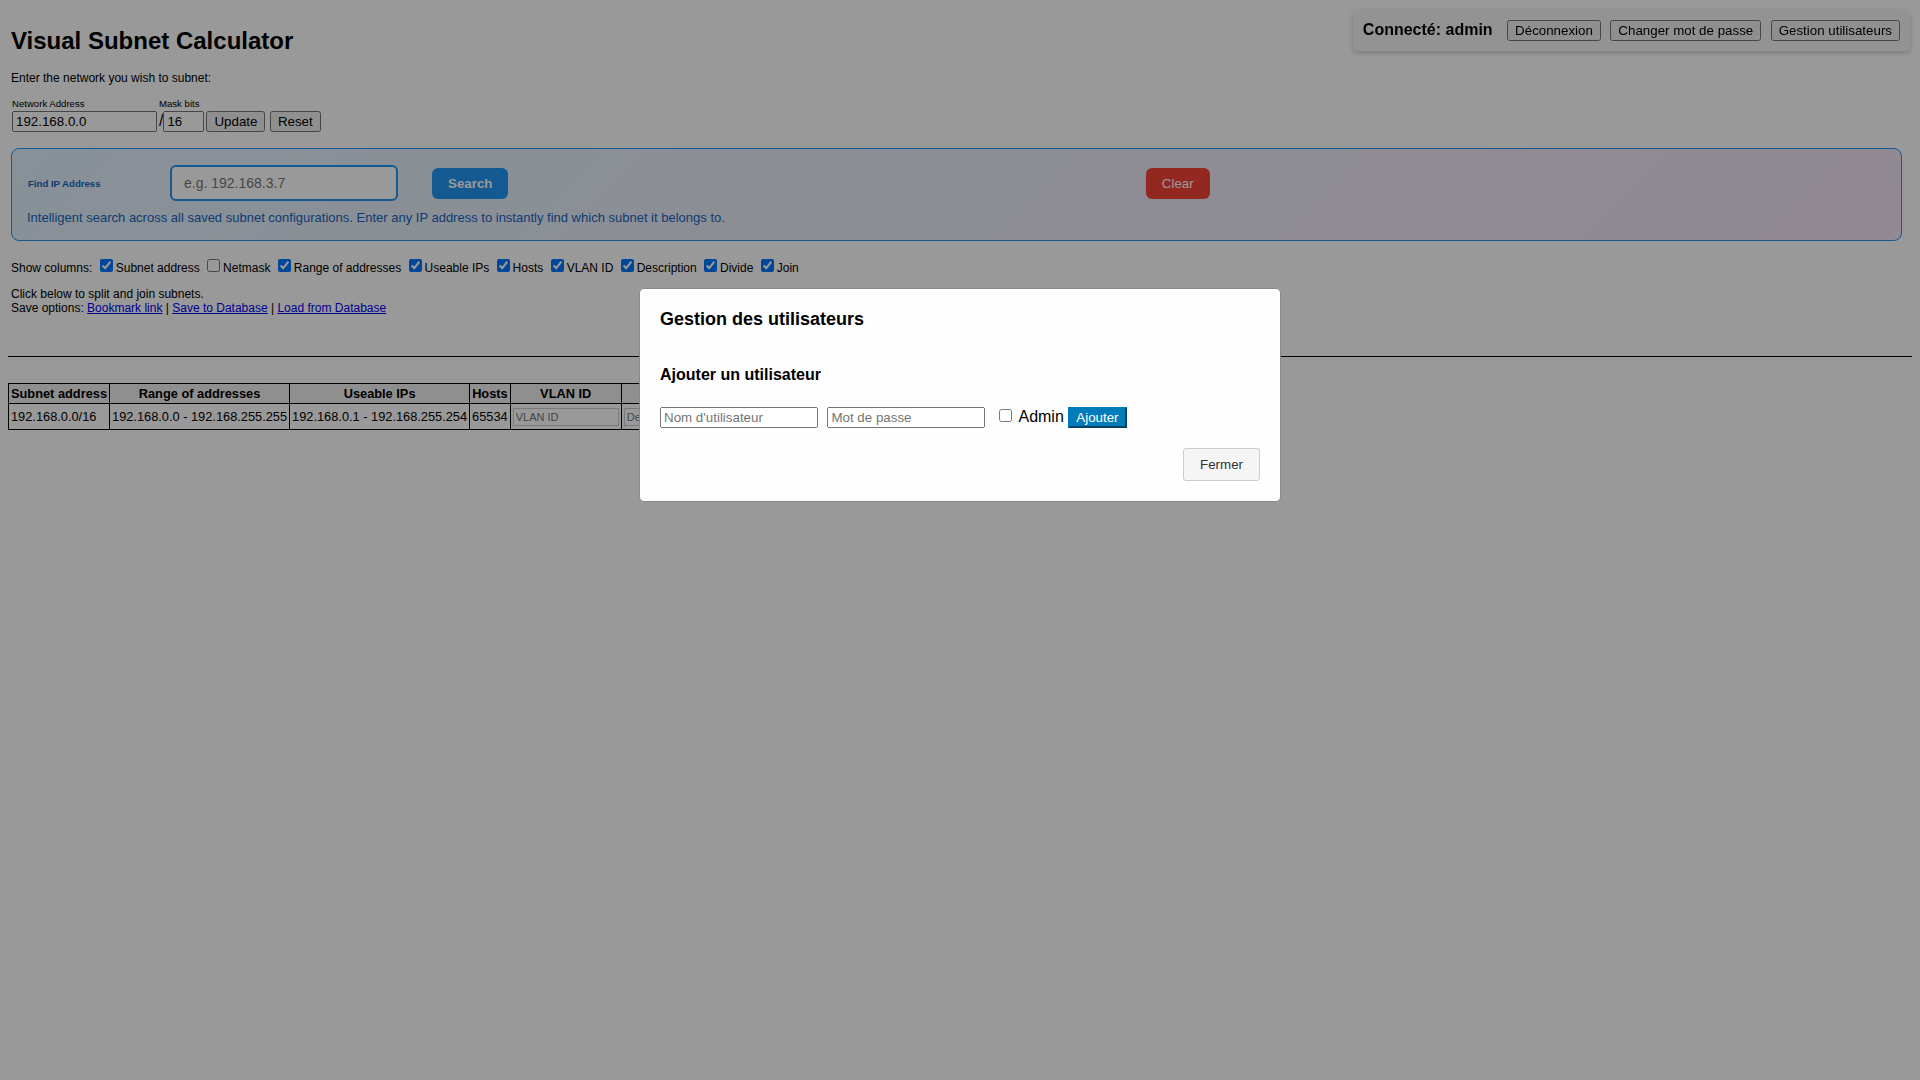 Visual Subnet Calculator
Connecté: admin Déconnexion Changer mot de passe Gestion utilisateurs
Enter the network you wish to subnet:
Network Address Mask bits
192.168.0.0 / 16 Update Reset
Find IP Address e.g. 192.168.3.7 Search Clear
Intelligent search across all saved subnet configurations. Enter any IP address to instantly find which subnet it belongs to.
Show columns: Subnet address Netmask Range of addresses Useable IPs Hosts VLAN ID Description Divide Join
Click below to split and join subnets.
Save options: Bookmark link | Save to Database | Load from Database
Subnet address Range of addresses Useable IPs Hosts VLAN ID
192.168.0.0/16 192.168.0.0 - 192.168.255.255 192.168.0.1 - 192.168.255.254 65534 VLAN ID
Gestion des utilisateurs
Ajouter un utilisateur
Nom d'utilisateur Mot de passe Admin Ajouter
Fermer